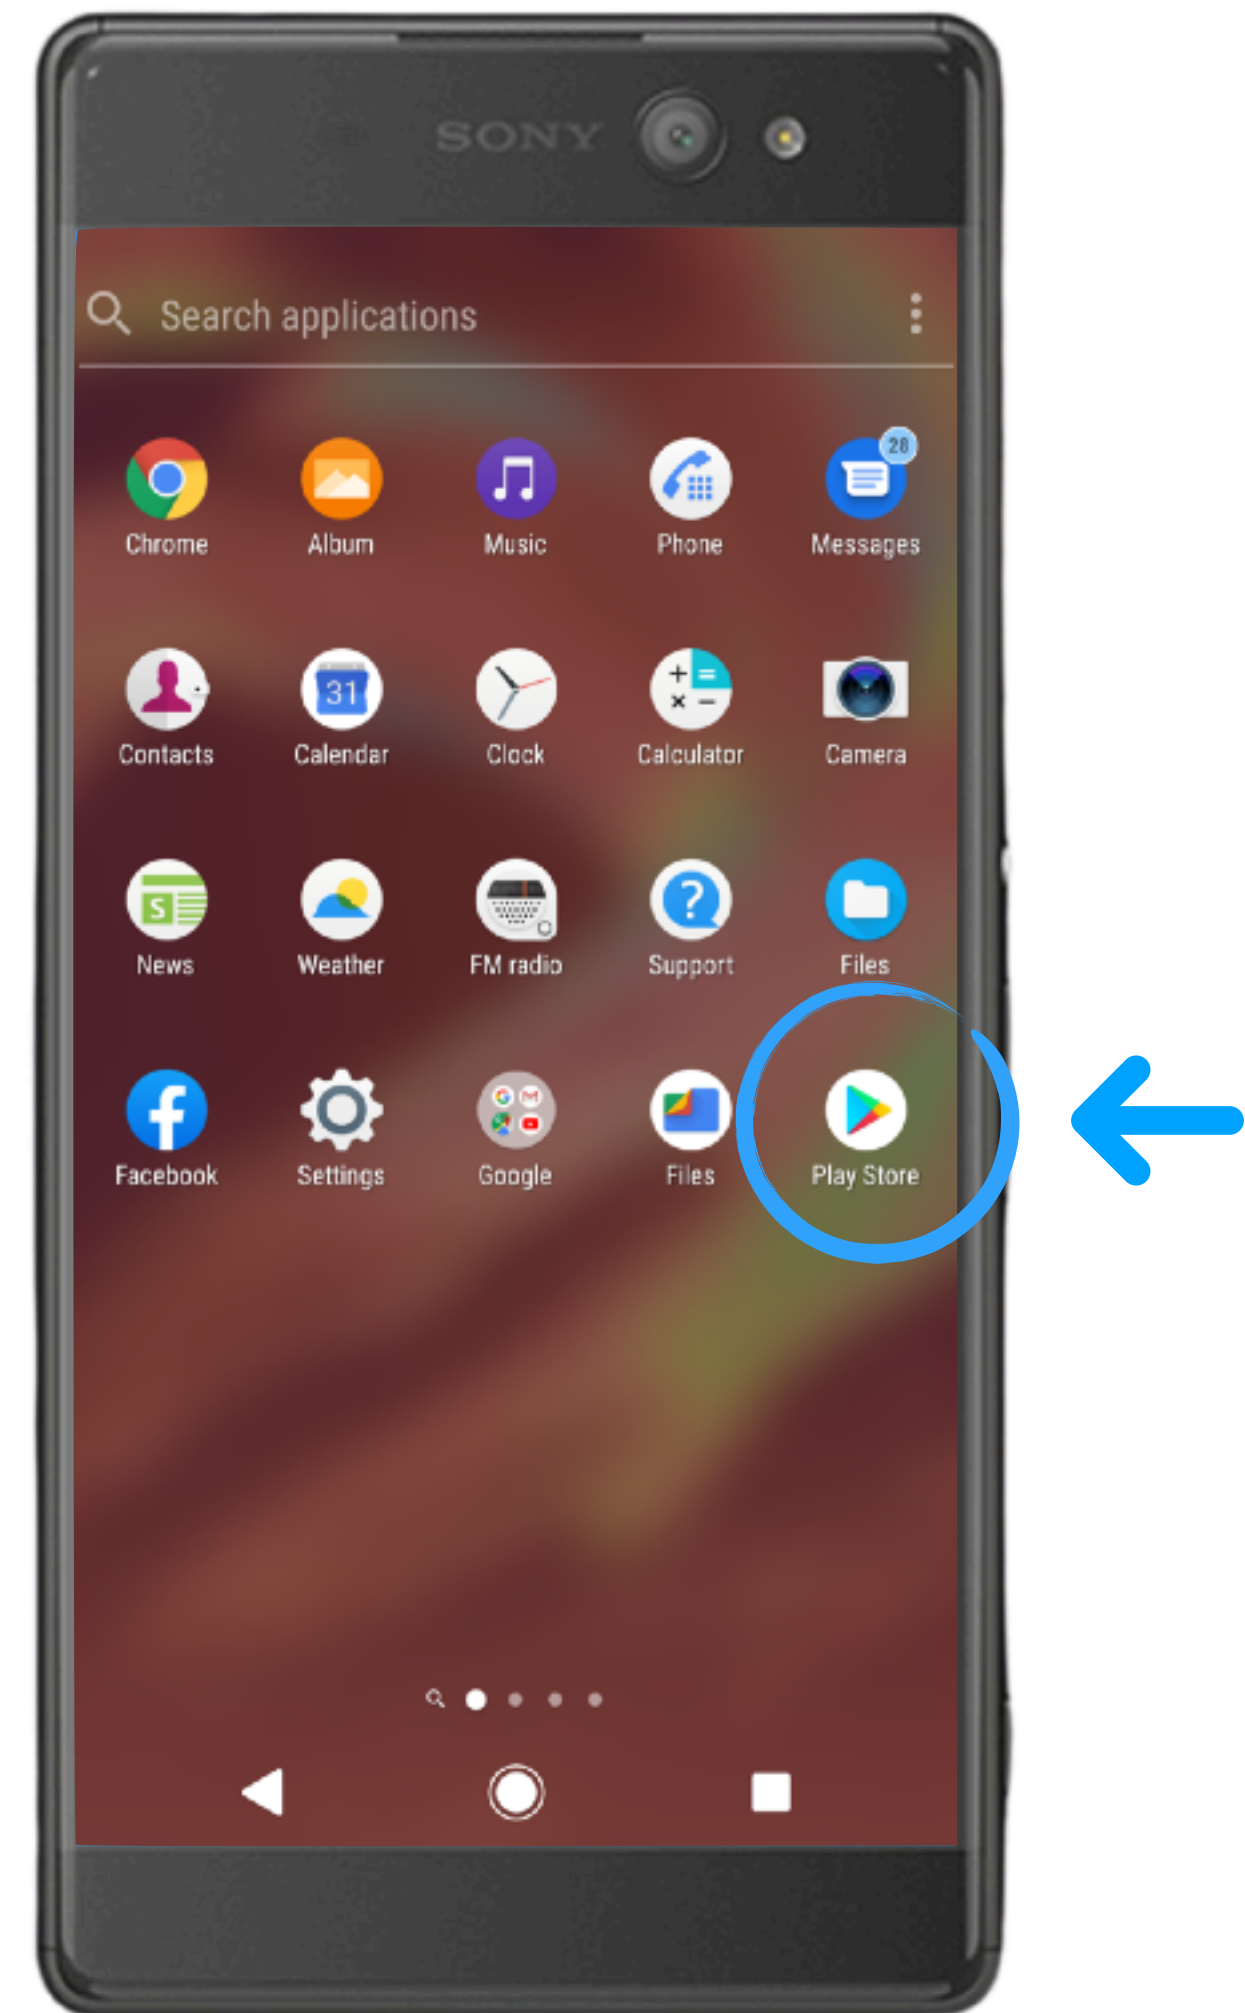 SONY
Search applications
28
Chrome Album Music Phone Messages
31
Contacts Calendar Clock Calculator Camera
S
News Weather FM radio Support Files
Facebook Settings Google Files Play Store